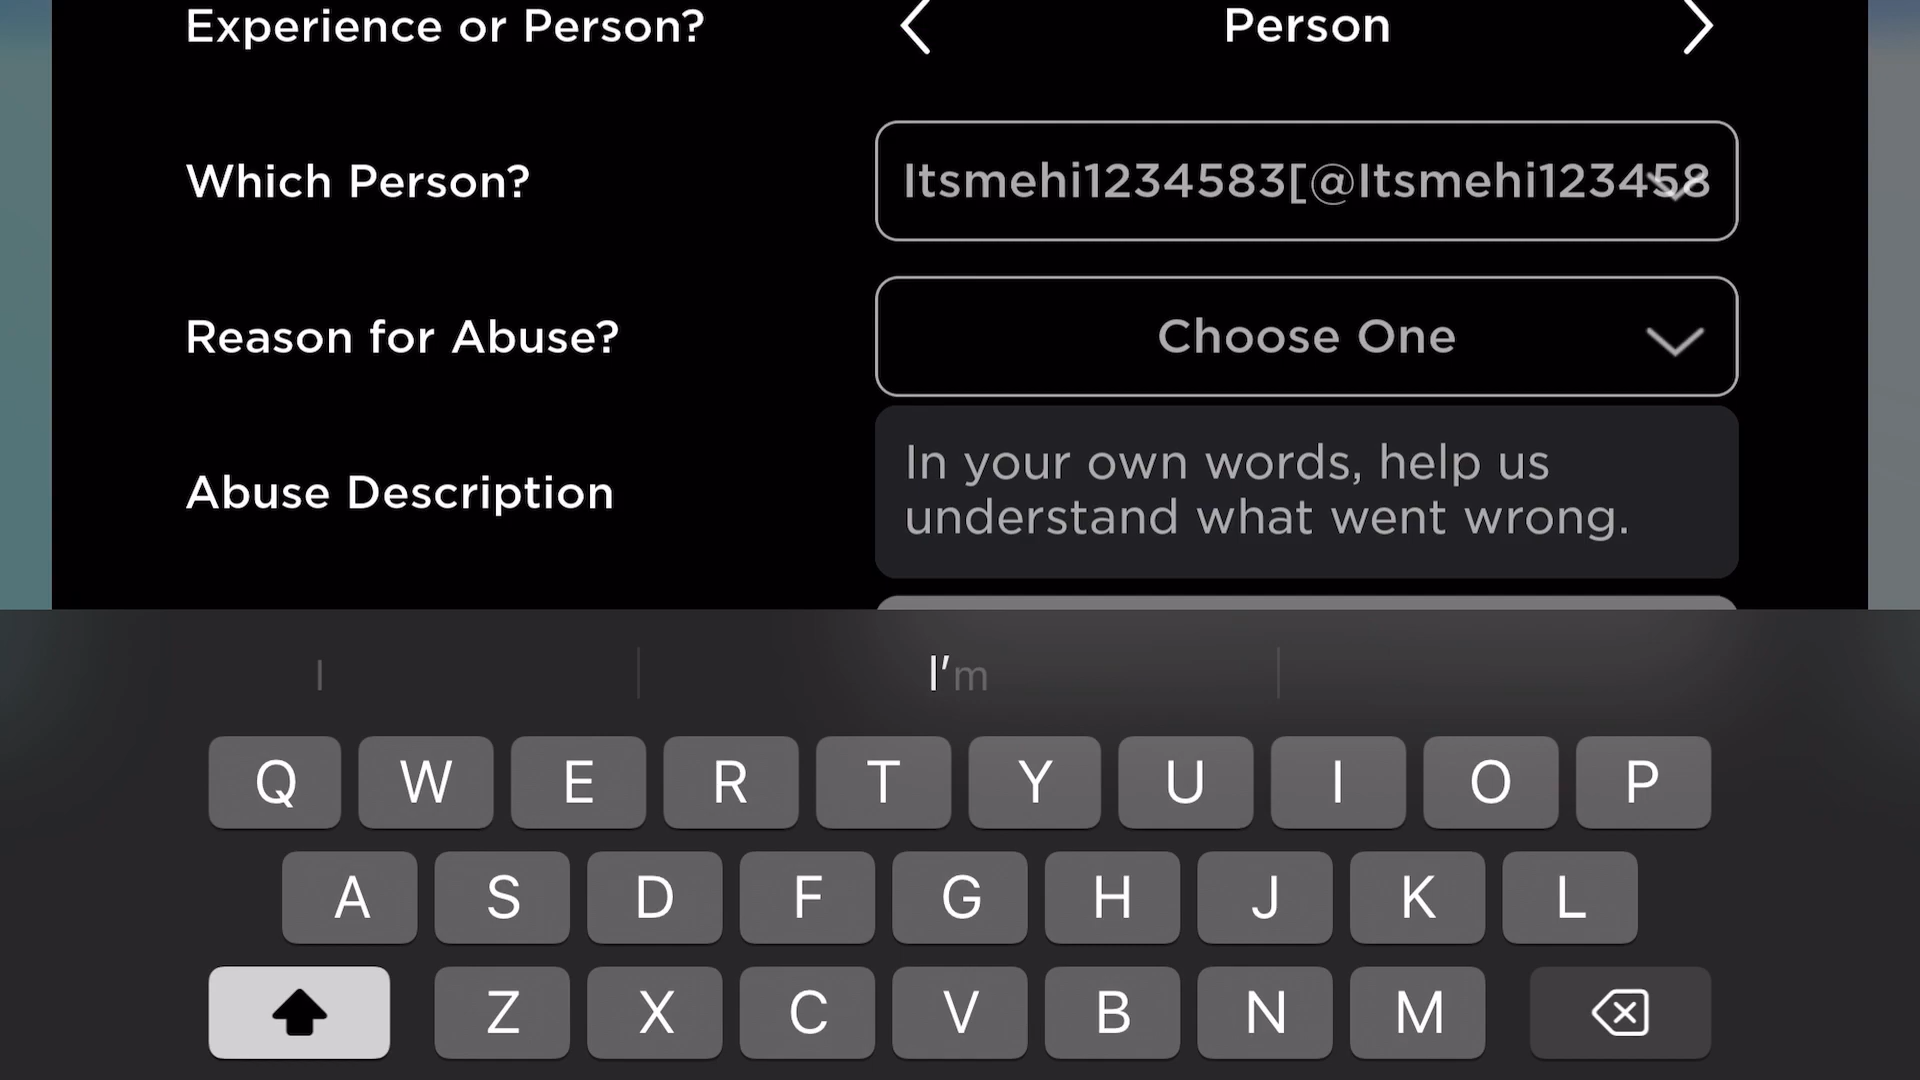 Experience or Person?
Person
Which Person?
Itsmehi1234583[@Itsmehi123458
Reason for Abuse?
Choose One
Abuse Description
In your own words, help us
understand what went wrong.
I
I'm
Q W E R T Y U I O P
A S D F G H J K L
Z X C V B N M